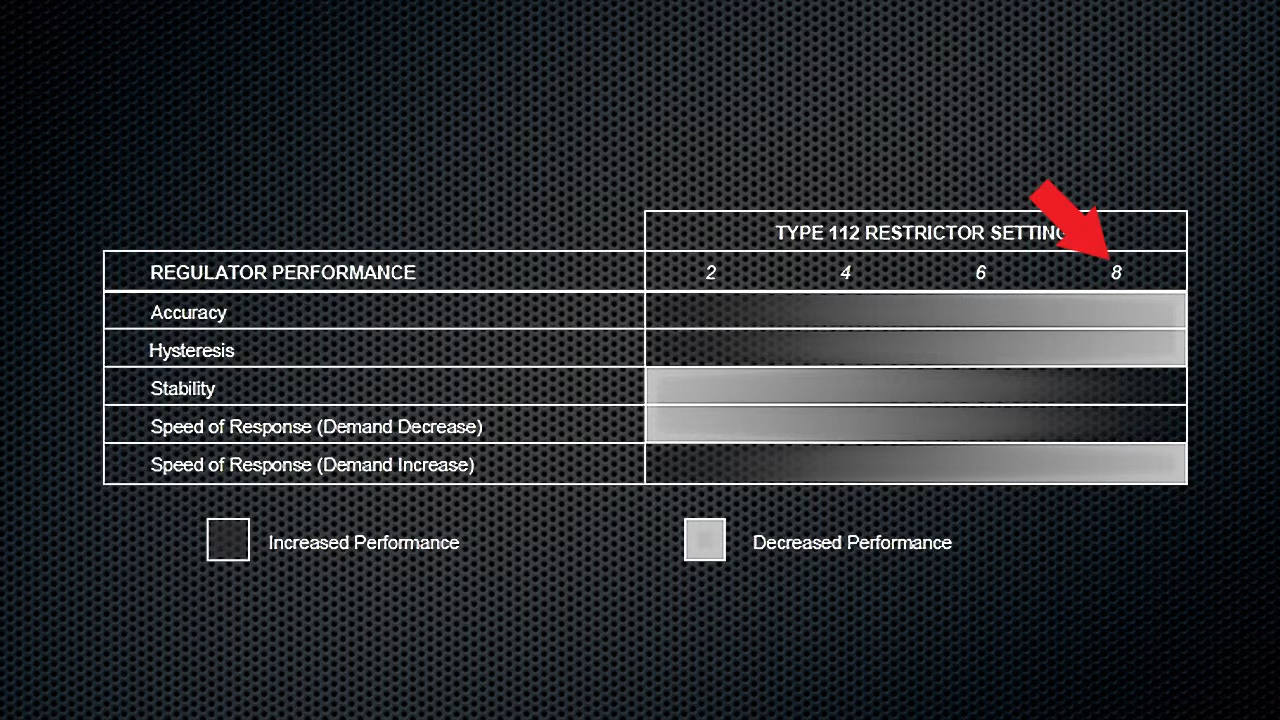 TYPE 112 RESTRICTOR SETTING
REGULATOR PERFORMANCE 2 4 6 8
Accuracy
Hysteresis
Stability
Speed of Response (Demand Decrease)
Speed of Response (Demand Increase)
Increased Performance Decreased Performance